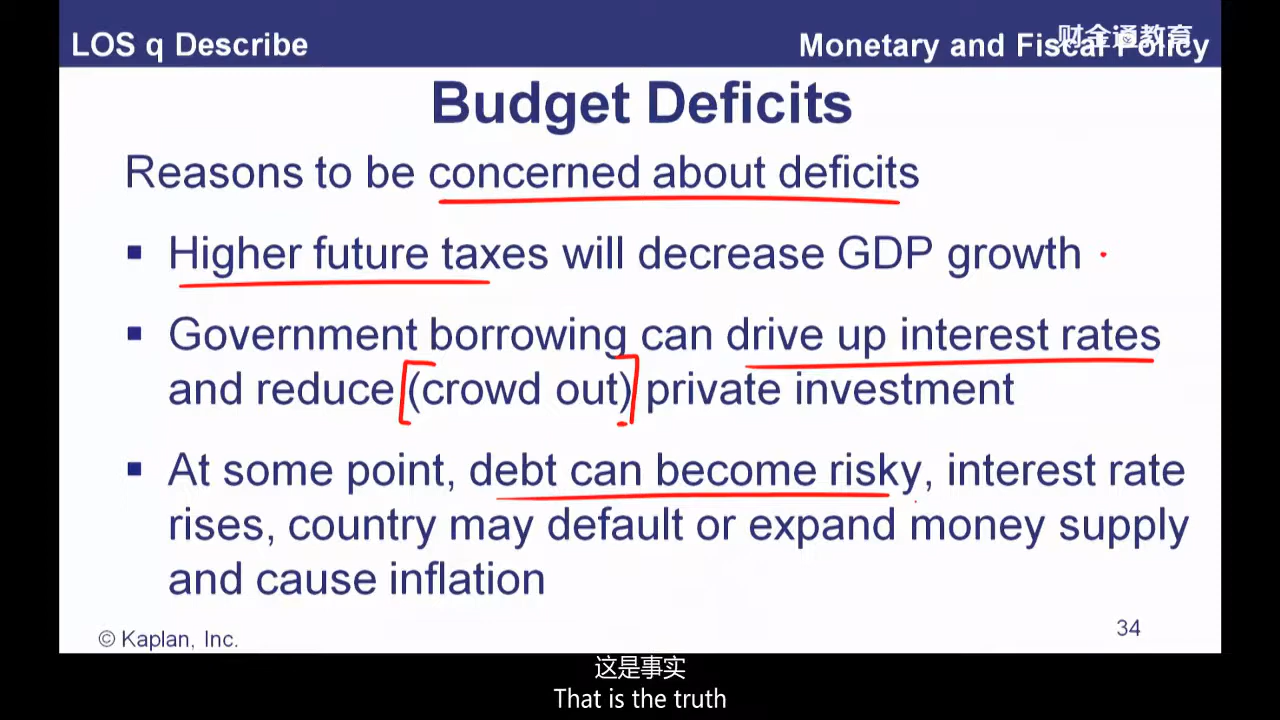 LOS q Describe
Monetary and Fiscal Policy
财金通教育
Budget Deficits
Reasons to be concerned about deficits
▪ Higher future taxes will decrease GDP growth
▪ Government borrowing can drive up interest rates
and reduce (crowd out) private investment
▪ At some point, debt can become risky, interest rate
rises, country may default or expand money supply
and cause inflation
© Kaplan, Inc.
34
这是事实
That is the truth